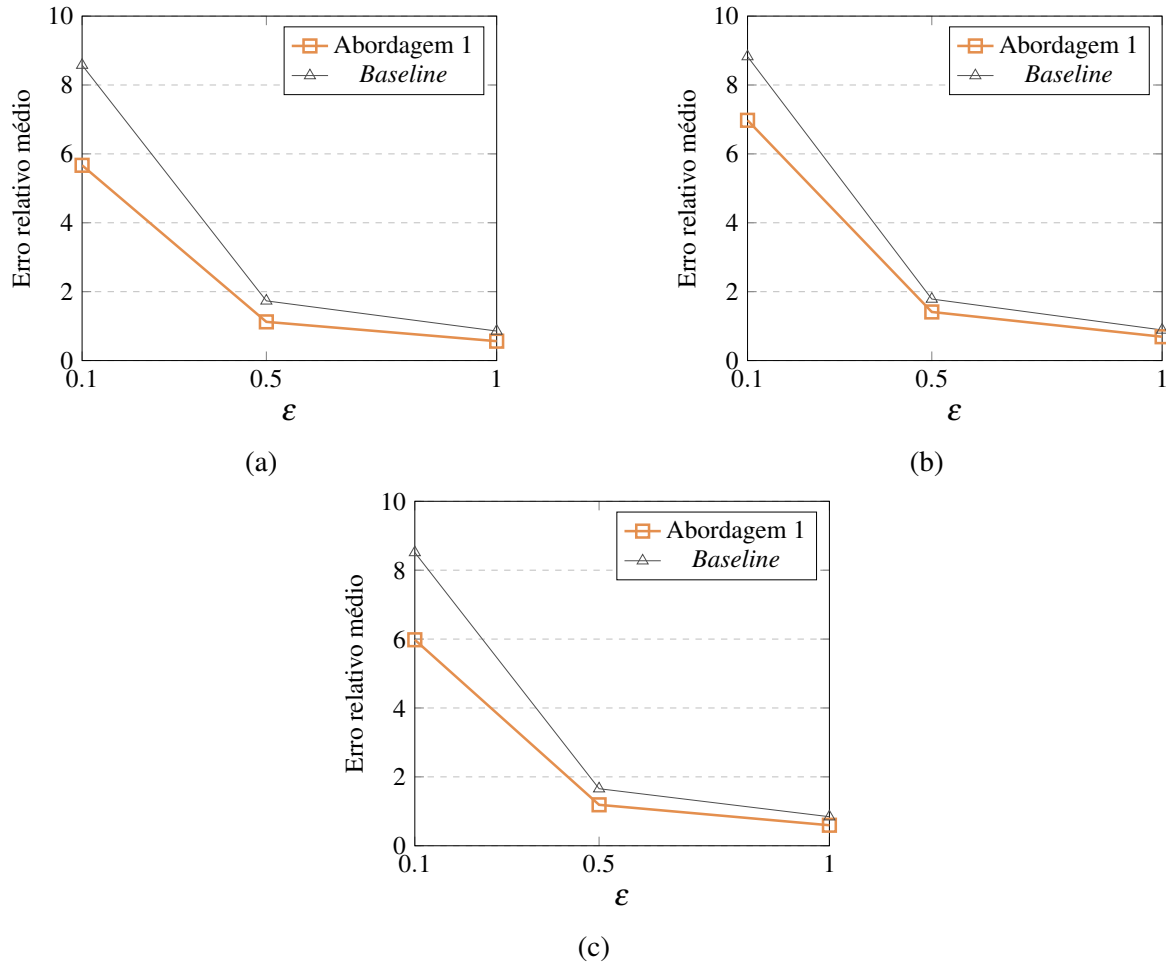 10
8
6
4
2
0
Erro relativo médio
Abordagem 1
Baseline
0.1 0.5 1
ε
(a)
10
8
6
4
2
0
Erro relativo médio
Abordagem 1
Baseline
0.1 0.5 1
ε
(b)
10
8
6
4
2
0
Erro relativo médio
Abordagem 1
Baseline
0.1 0.5 1
ε
(c)